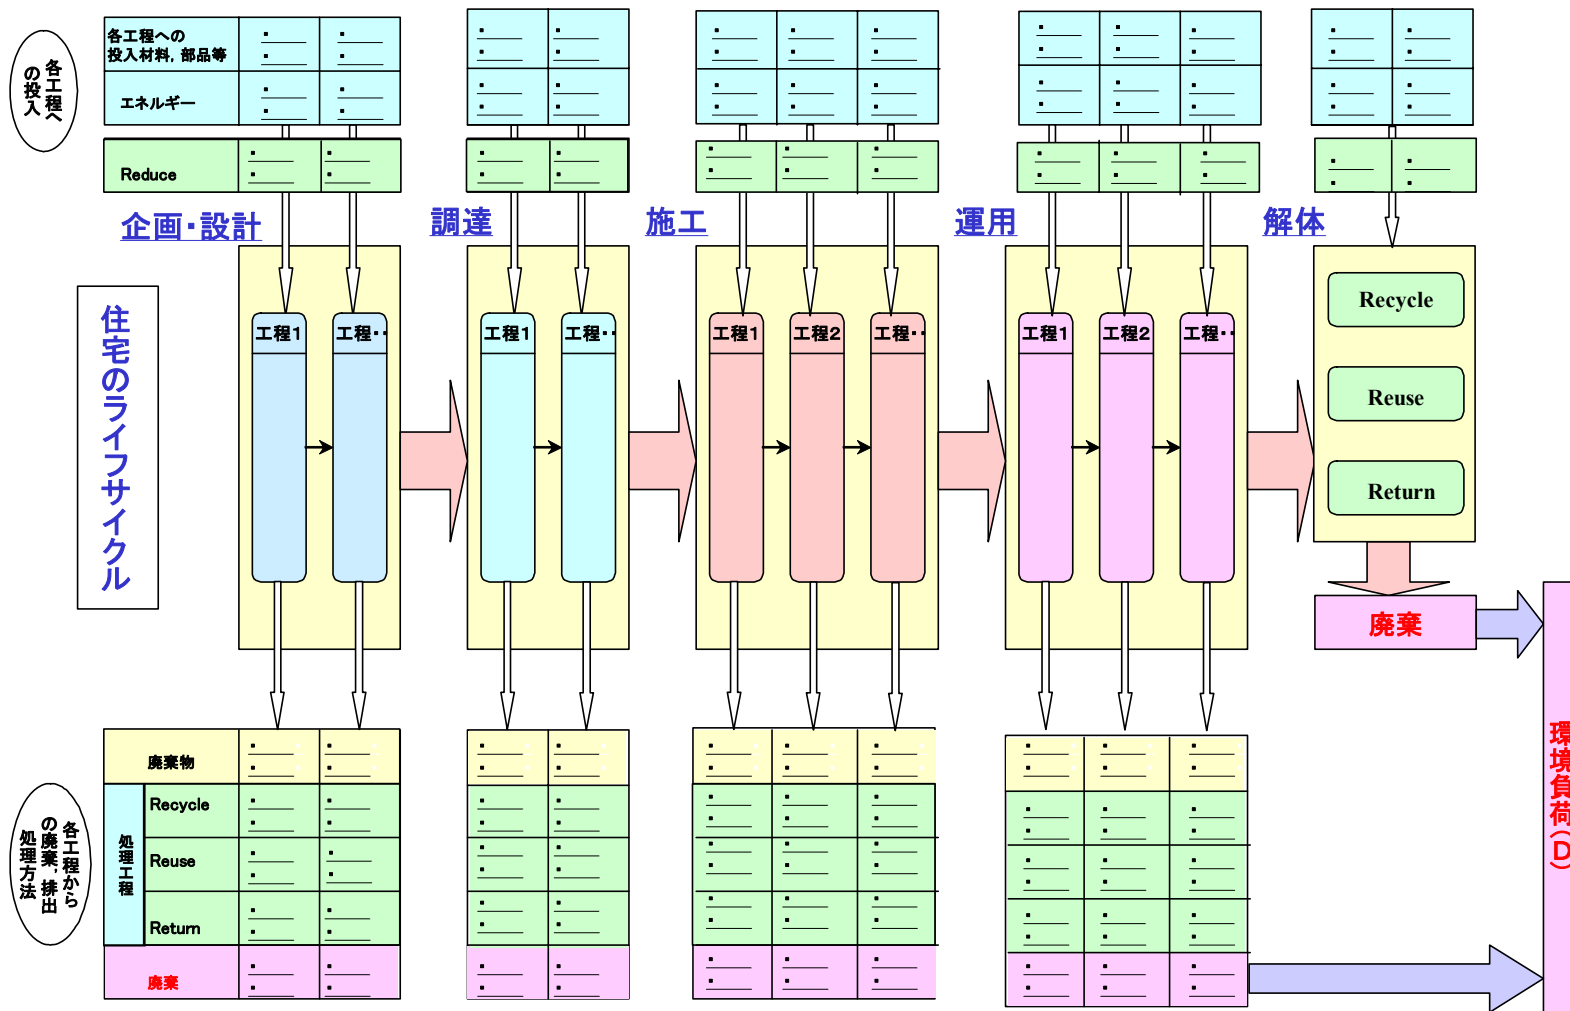 各工程へ
の投入
各工程への
投入材料, 部品等
エネルギー
Reduce
企画・設計
調達
施工
運用
解体
住宅のライフサイクル
工程1
工程・・
工程1
工程・・
工程1
工程2
工程・・
工程1
工程2
工程・・
Recycle
Reuse
Return
廃棄
環境負荷(D)
各工程から
の廃棄, 排出
処理方法
廃棄物
処理工程
Recycle
Reuse
Return
廃棄